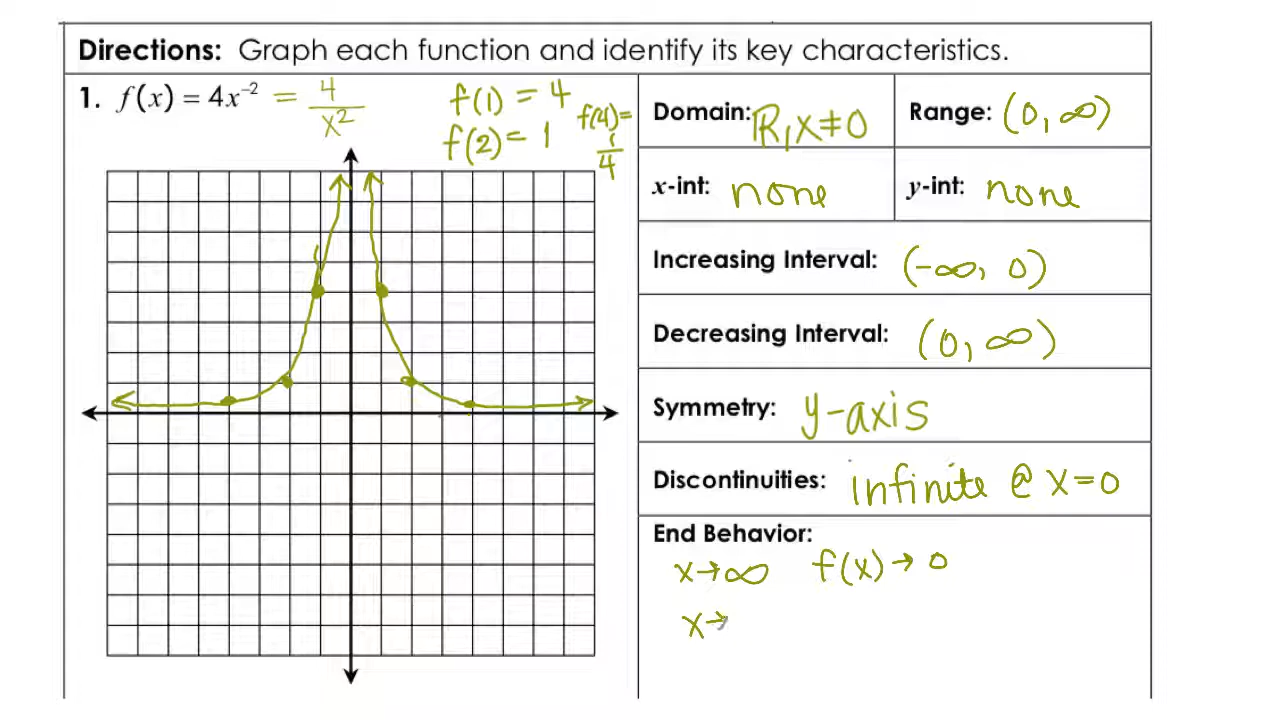 Directions: Graph each function and identify its key characteristics.
1. f(x) = 4x⁻² = 4/x²
f(1) = 4
f(2) = 1
f(4) = 1/4
Domain: ℝ, x ≠ 0
Range: (0, ∞)
x-int: none
y-int: none
Increasing Interval: (-∞, 0)
Decreasing Interval: (0, ∞)
Symmetry: y-axis
Discontinuities: infinite @ x = 0
End Behavior:
x → ∞ f(x) → 0
x →